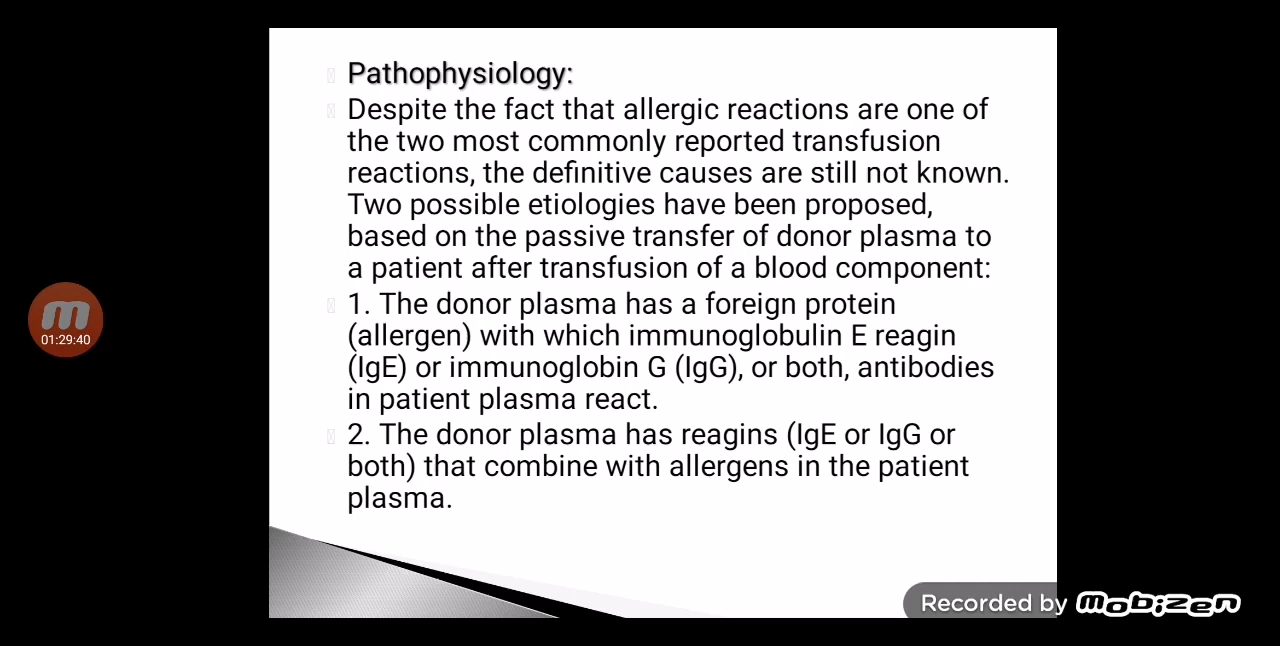 Pathophysiology:
Despite the fact that allergic reactions are one of
the two most commonly reported transfusion
reactions, the definitive causes are still not known.
Two possible etiologies have been proposed,
based on the passive transfer of donor plasma to
a patient after transfusion of a blood component:
1. The donor plasma has a foreign protein
(allergen) with which immunoglobulin E reagin
(IgE) or immunoglobin G (IgG), or both, antibodies
in patient plasma react.
2. The donor plasma has reagins (IgE or IgG or
both) that combine with allergens in the patient
plasma.
m
01:29:40
Recorded by mobizen